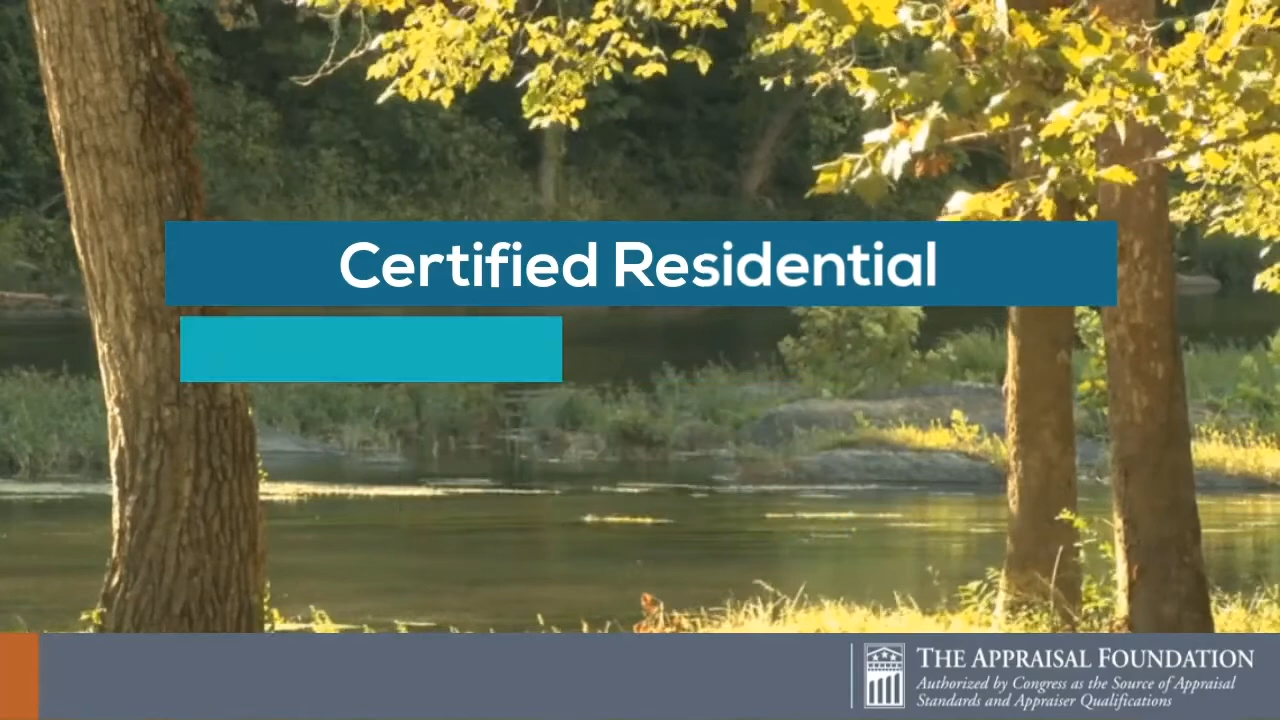 Certified Residential
THE APPRAISAL FOUNDATION
Authorized by Congress as the Source of Appraisal
Standards and Appraiser Qualifications